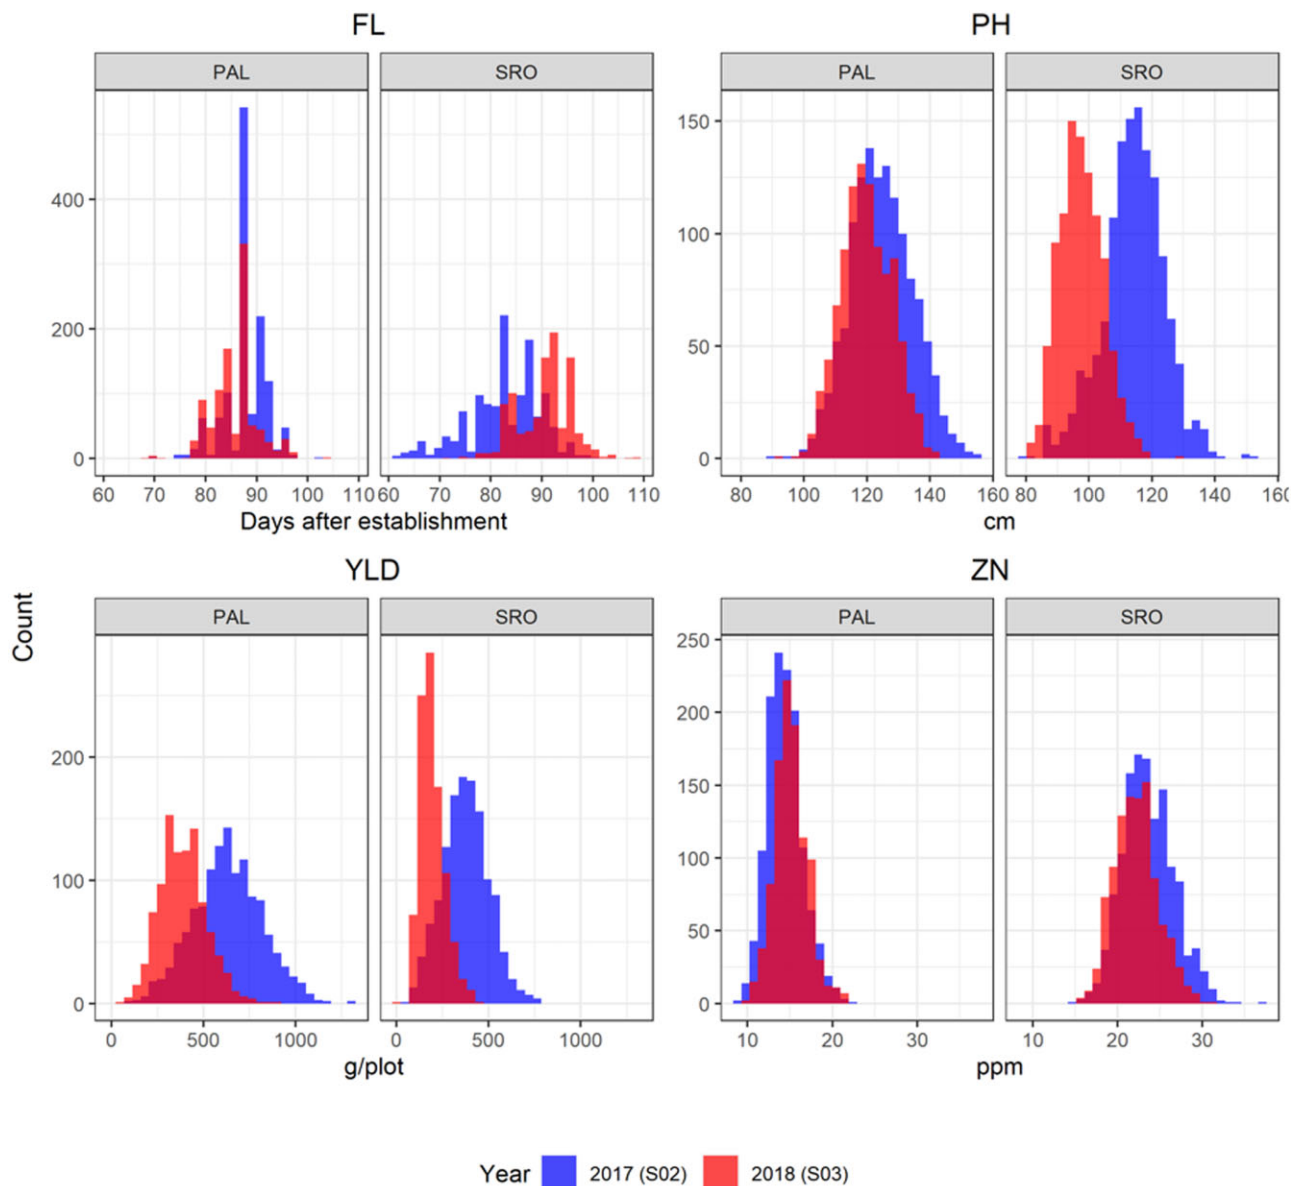 FL
PH
PAL SRO
PAL SRO
400
200
0
150
100
50
0
60 70 80 90 100 110 60 70 80 90 100 110
Days after establishment
80 100 120 140 160 80 100 120 140 160
cm
YLD
ZN
Count
PAL SRO
PAL SRO
200
100
0
250
200
150
100
50
0
0 500 1000 0 500 1000
g/plot
10 20 30 10 20 30
ppm
Year 2017 (S02) 2018 (S03)